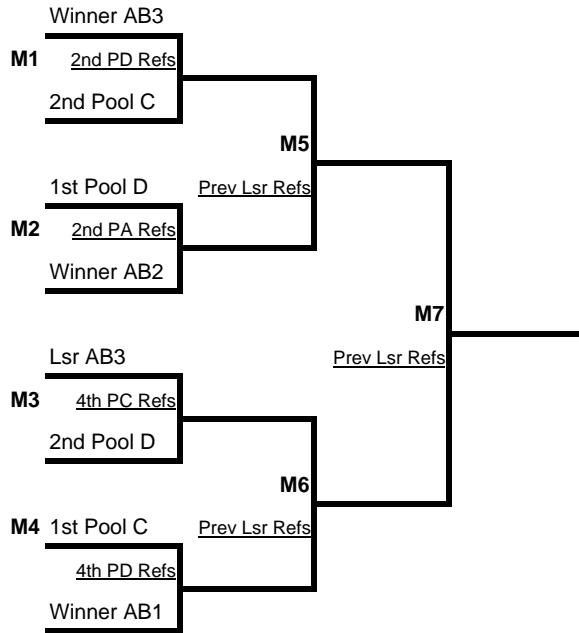 Winner AB3
M1 2nd PD Refs
2nd Pool C
M5
1st Pool D
Prev Lsr Refs
M2 2nd PA Refs
Winner AB2
M7
Lsr AB3
Prev Lsr Refs
M3 4th PC Refs
2nd Pool D
M6
M4 1st Pool C
Prev Lsr Refs
4th PD Refs
Winner AB1